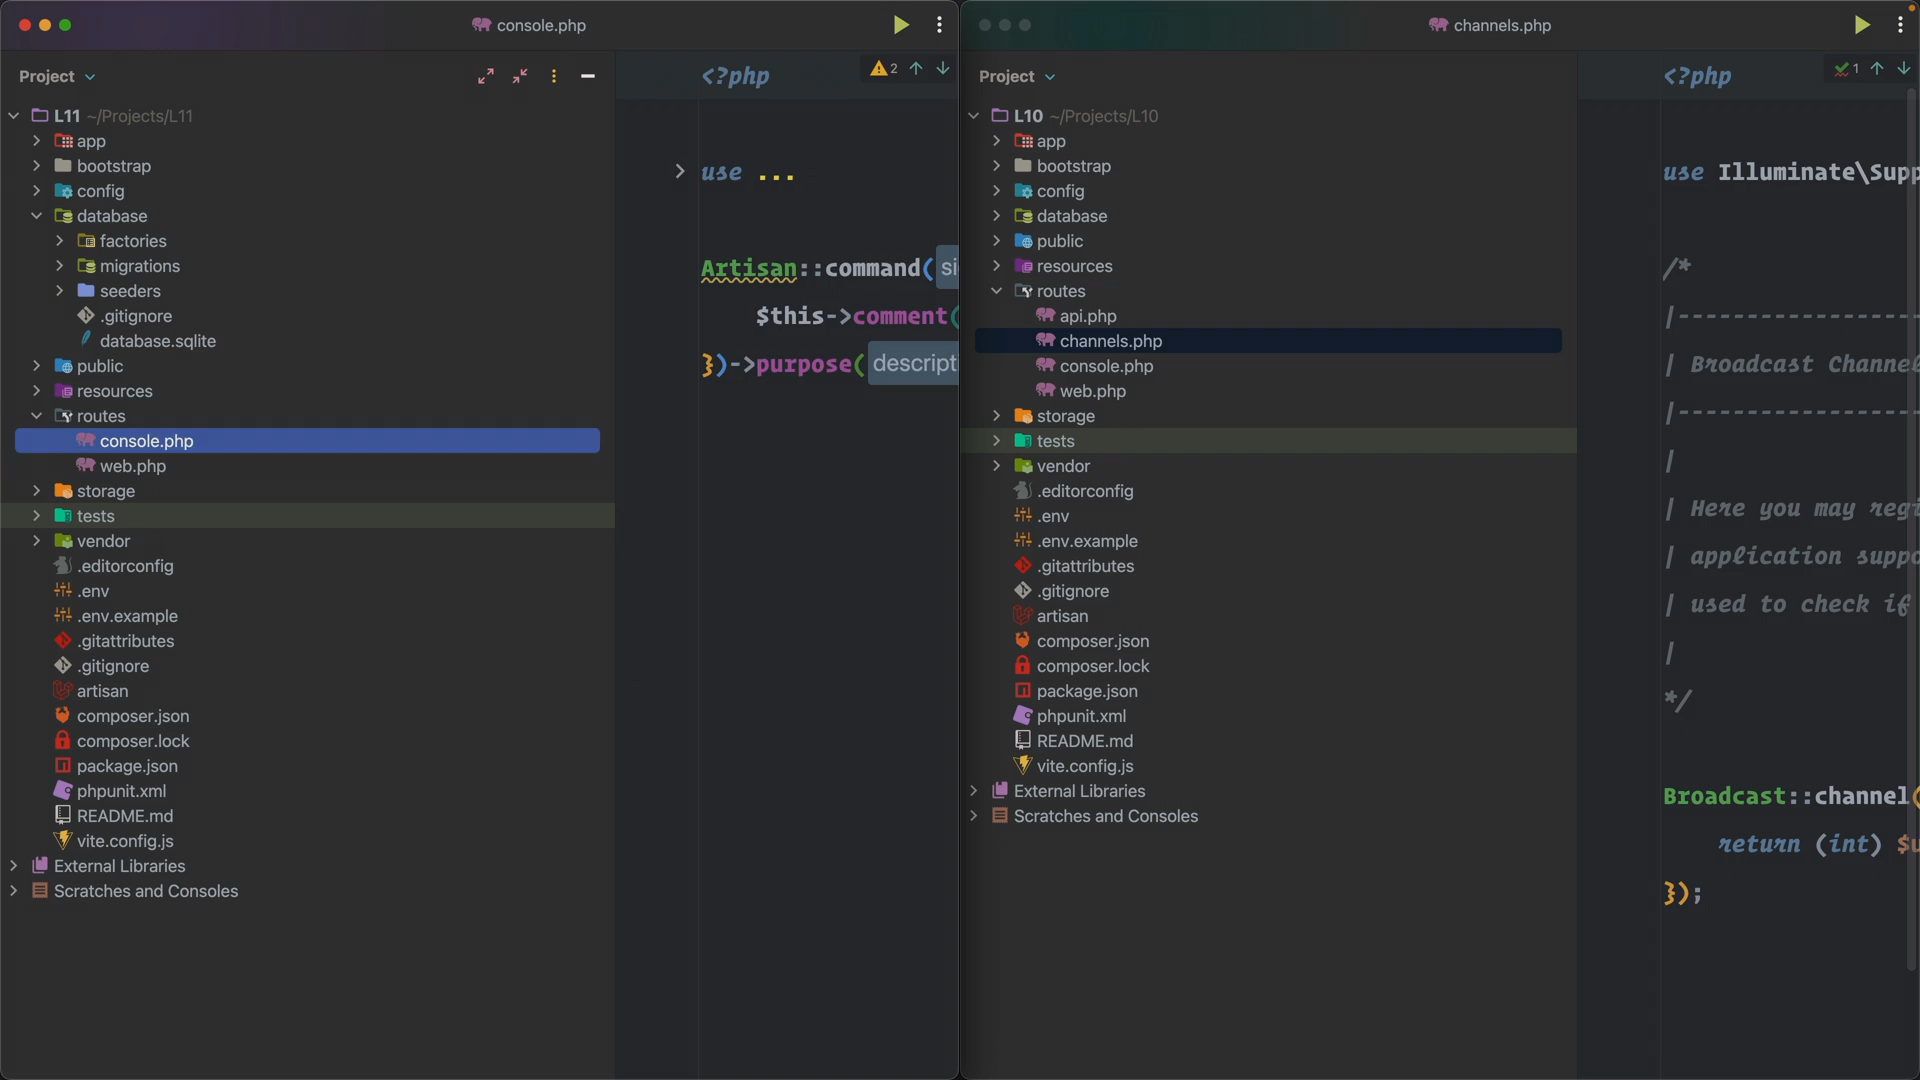 console.php
Project
L11 ~/Projects/L11
app
bootstrap
config
database
factories
migrations
seeders
.gitignore
database.sqlite
public
resources
routes
console.php
web.php
storage
tests
vendor
.editorconfig
.env
.env.example
.gitattributes
.gitignore
artisan
composer.json
composer.lock
package.json
phpunit.xml
README.md
vite.config.js
External Libraries
Scratches and Consoles
<?php
2
use ...
Artisan::command( si
$this->comment(
})->purpose( descripti
channels.php
Project
L10 ~/Projects/L10
app
bootstrap
config
database
public
resources
routes
api.php
channels.php
console.php
web.php
storage
tests
vendor
.editorconfig
.env
.env.example
.gitattributes
.gitignore
artisan
composer.json
composer.lock
package.json
phpunit.xml
README.md
vite.config.js
External Libraries
Scratches and Consoles
<?php
1
use Illuminate\Supp
/*
|------------------
| Broadcast Channe
|------------------
|
| Here you may regi
| application suppo
| used to check if
|
*/
Broadcast::channel(
return (int) $u
});